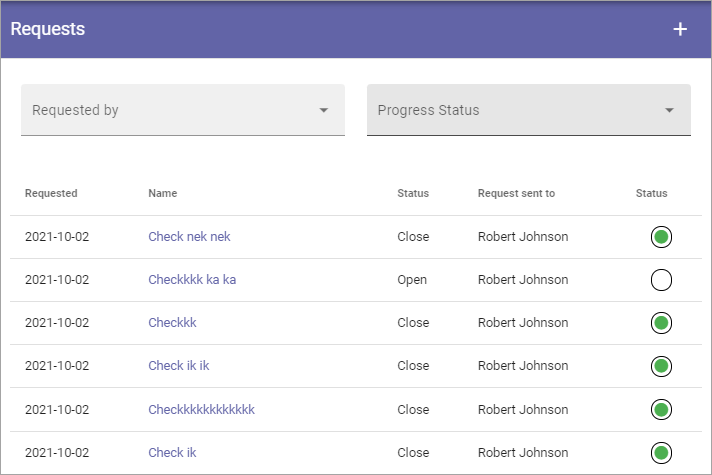 Requests
Requested by
Progress Status
Requested Name Status Request sent to Status
2021-10-02 Check nek nek Close Robert Johnson
2021-10-02 Checkkkk ka ka Open Robert Johnson
2021-10-02 Checkkk Close Robert Johnson
2021-10-02 Check ik ik Close Robert Johnson
2021-10-02 Checkkkkkkkkkkkk Close Robert Johnson
2021-10-02 Check ik Close Robert Johnson